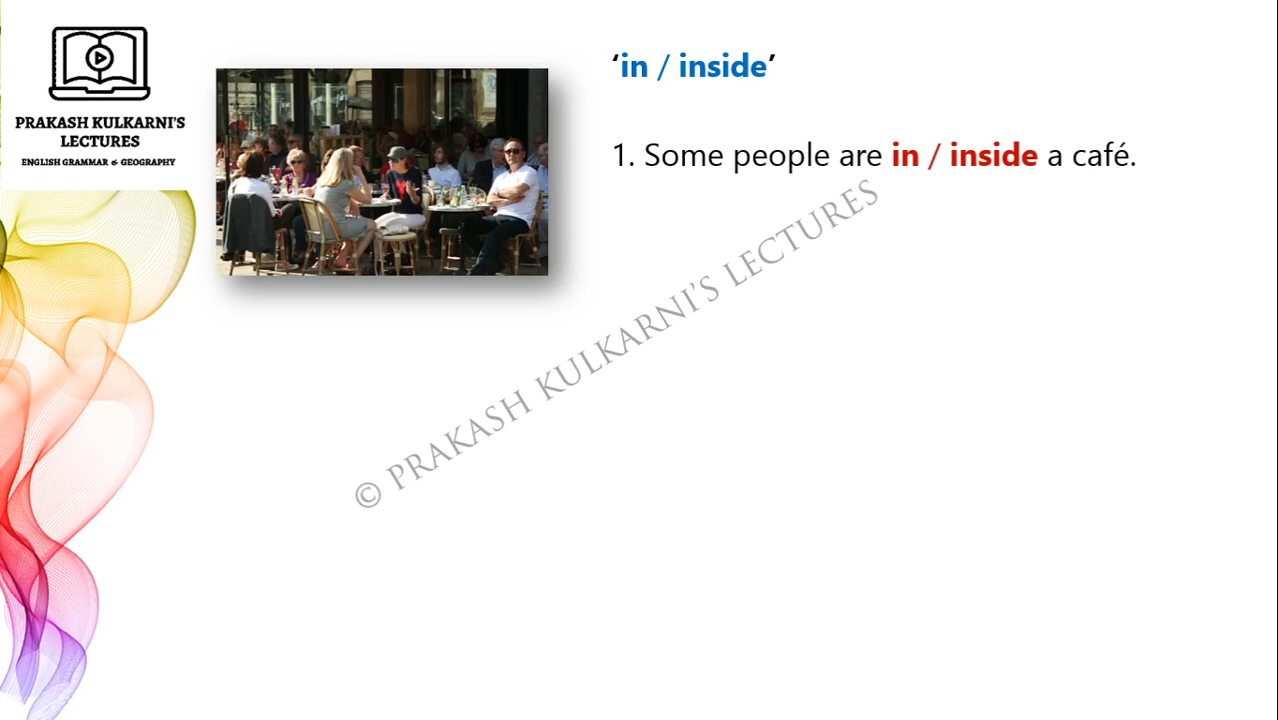 PRAKASH KULKARNI'S
LECTURES
ENGLISH GRAMMAR & GEOGRAPHY
‘in / inside’
1. Some people are in / inside a café.
© PRAKASH KULKARNI'S LECTURES